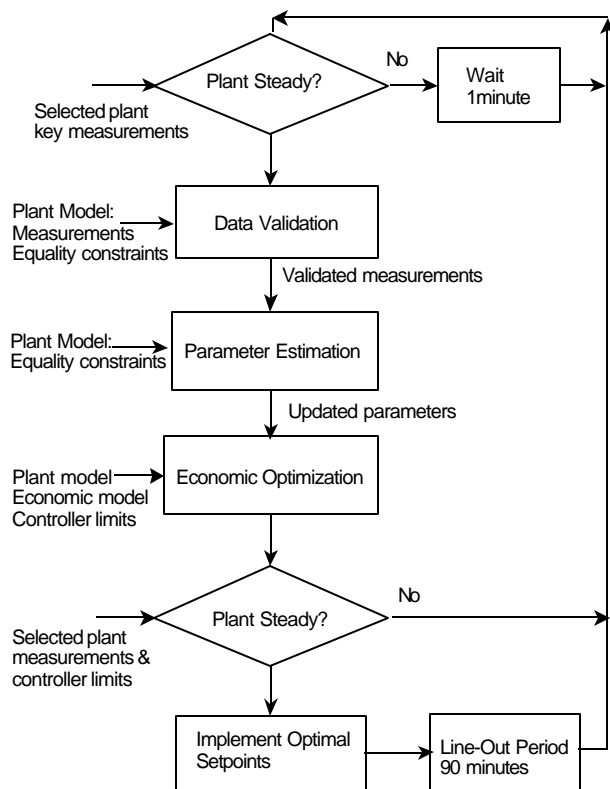 Plant Steady?
No
Wait
1minute
Selected plant
key measurements
Plant Model:
Measurements
Equality constraints
Data Validation
Validated measurements
Plant Model:
Equality constraints
Parameter Estimation
Updated parameters
Plant model
Economic model
Controller limits
Economic Optimization
Plant Steady?
No
Selected plant
measurements &
controller limits
Implement Optimal
Setpoints
Line-Out Period
90 minutes